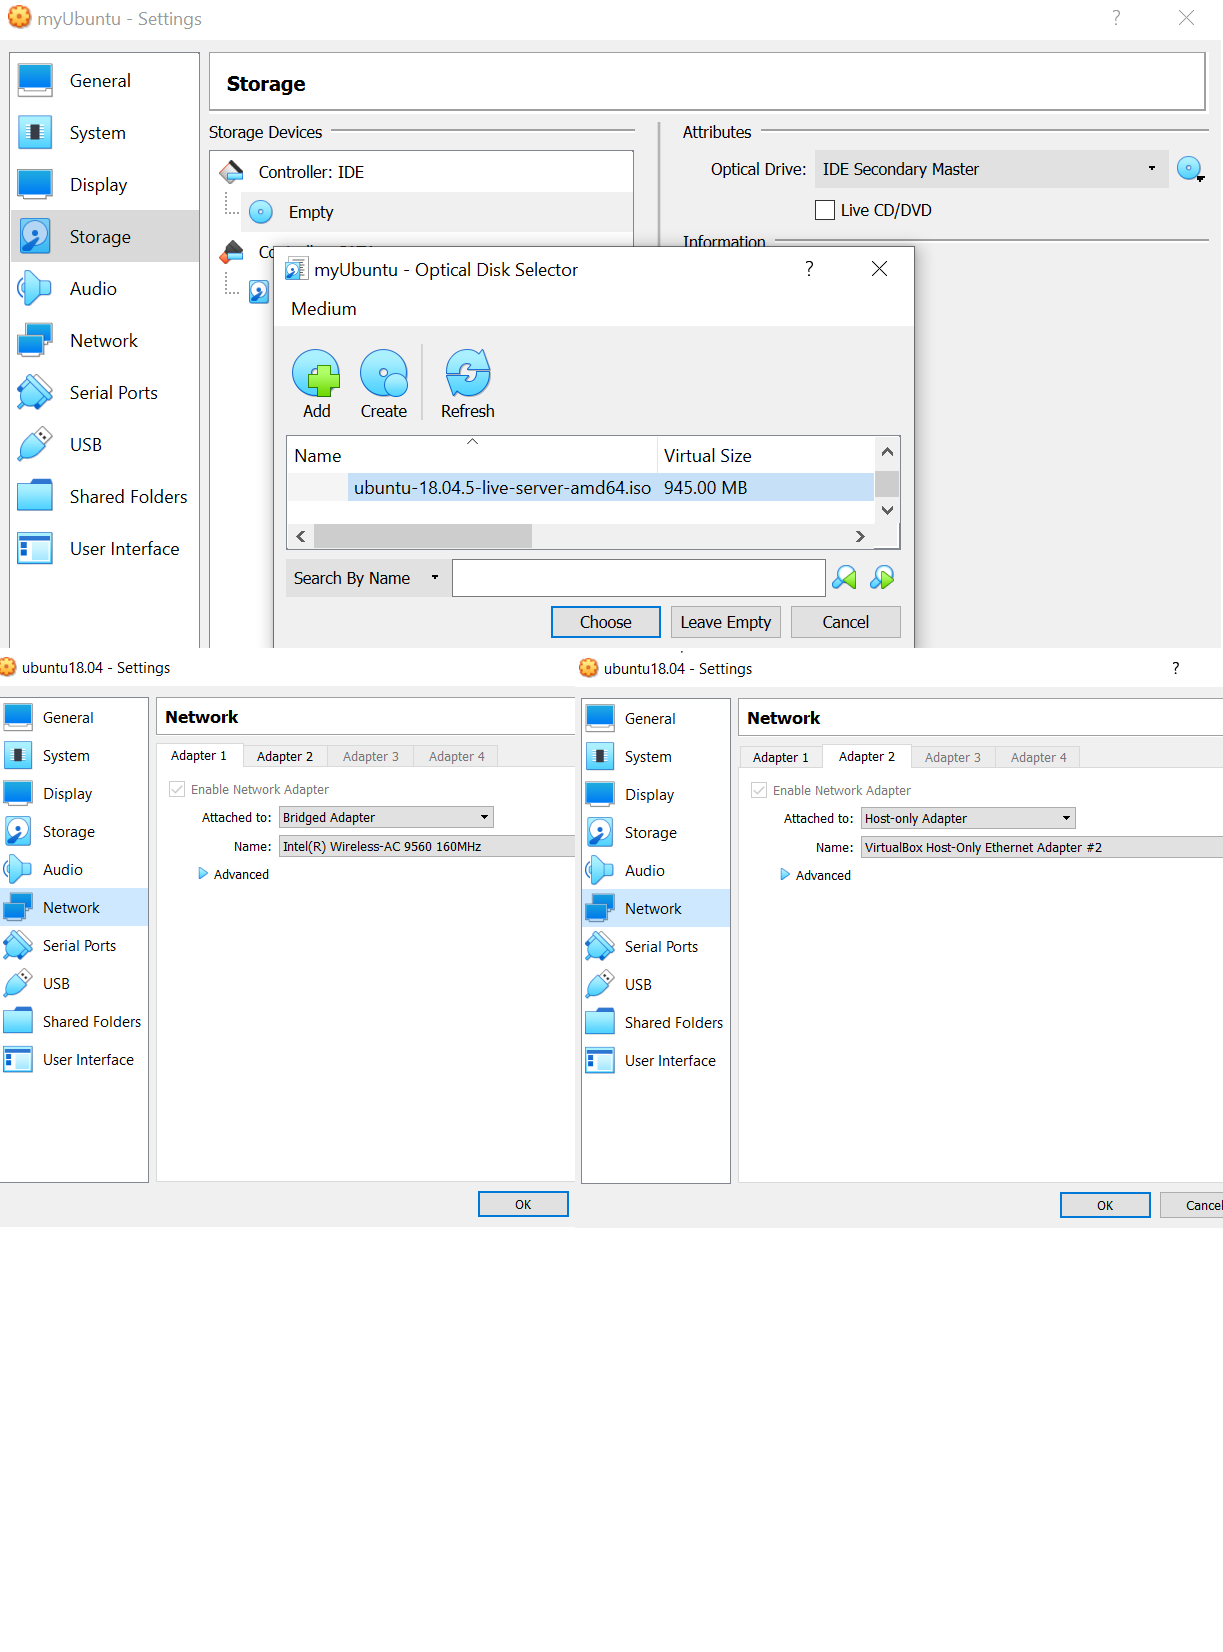 myUbuntu - Settings
?
General
System
Display
Storage
Audio
Network
Serial Ports
USB
Shared Folders
User Interface
Storage
Storage Devices
Controller: IDE
Empty
Attributes
Optical Drive: IDE Secondary Master
Live CD/DVD
Information
myUbuntu - Optical Disk Selector
?
Medium
Add Create Refresh
Name Virtual Size
ubuntu-18.04.5-live-server-amd64.iso 945.00 MB
Search By Name
Choose Leave Empty Cancel
ubuntu18.04 - Settings
General
System
Display
Storage
Audio
Network
Serial Ports
USB
Shared Folders
User Interface
Network
Adapter 1 Adapter 2 Adapter 3 Adapter 4
Enable Network Adapter
Attached to: Bridged Adapter
Name: Intel(R) Wireless-AC 9560 160MHz
Advanced
OK
ubuntu18.04 - Settings
?
General
System
Display
Storage
Audio
Network
Serial Ports
USB
Shared Folders
User Interface
Network
Adapter 1 Adapter 2 Adapter 3 Adapter 4
Enable Network Adapter
Attached to: Host-only Adapter
Name: VirtualBox Host-Only Ethernet Adapter #2
Advanced
OK Cancel